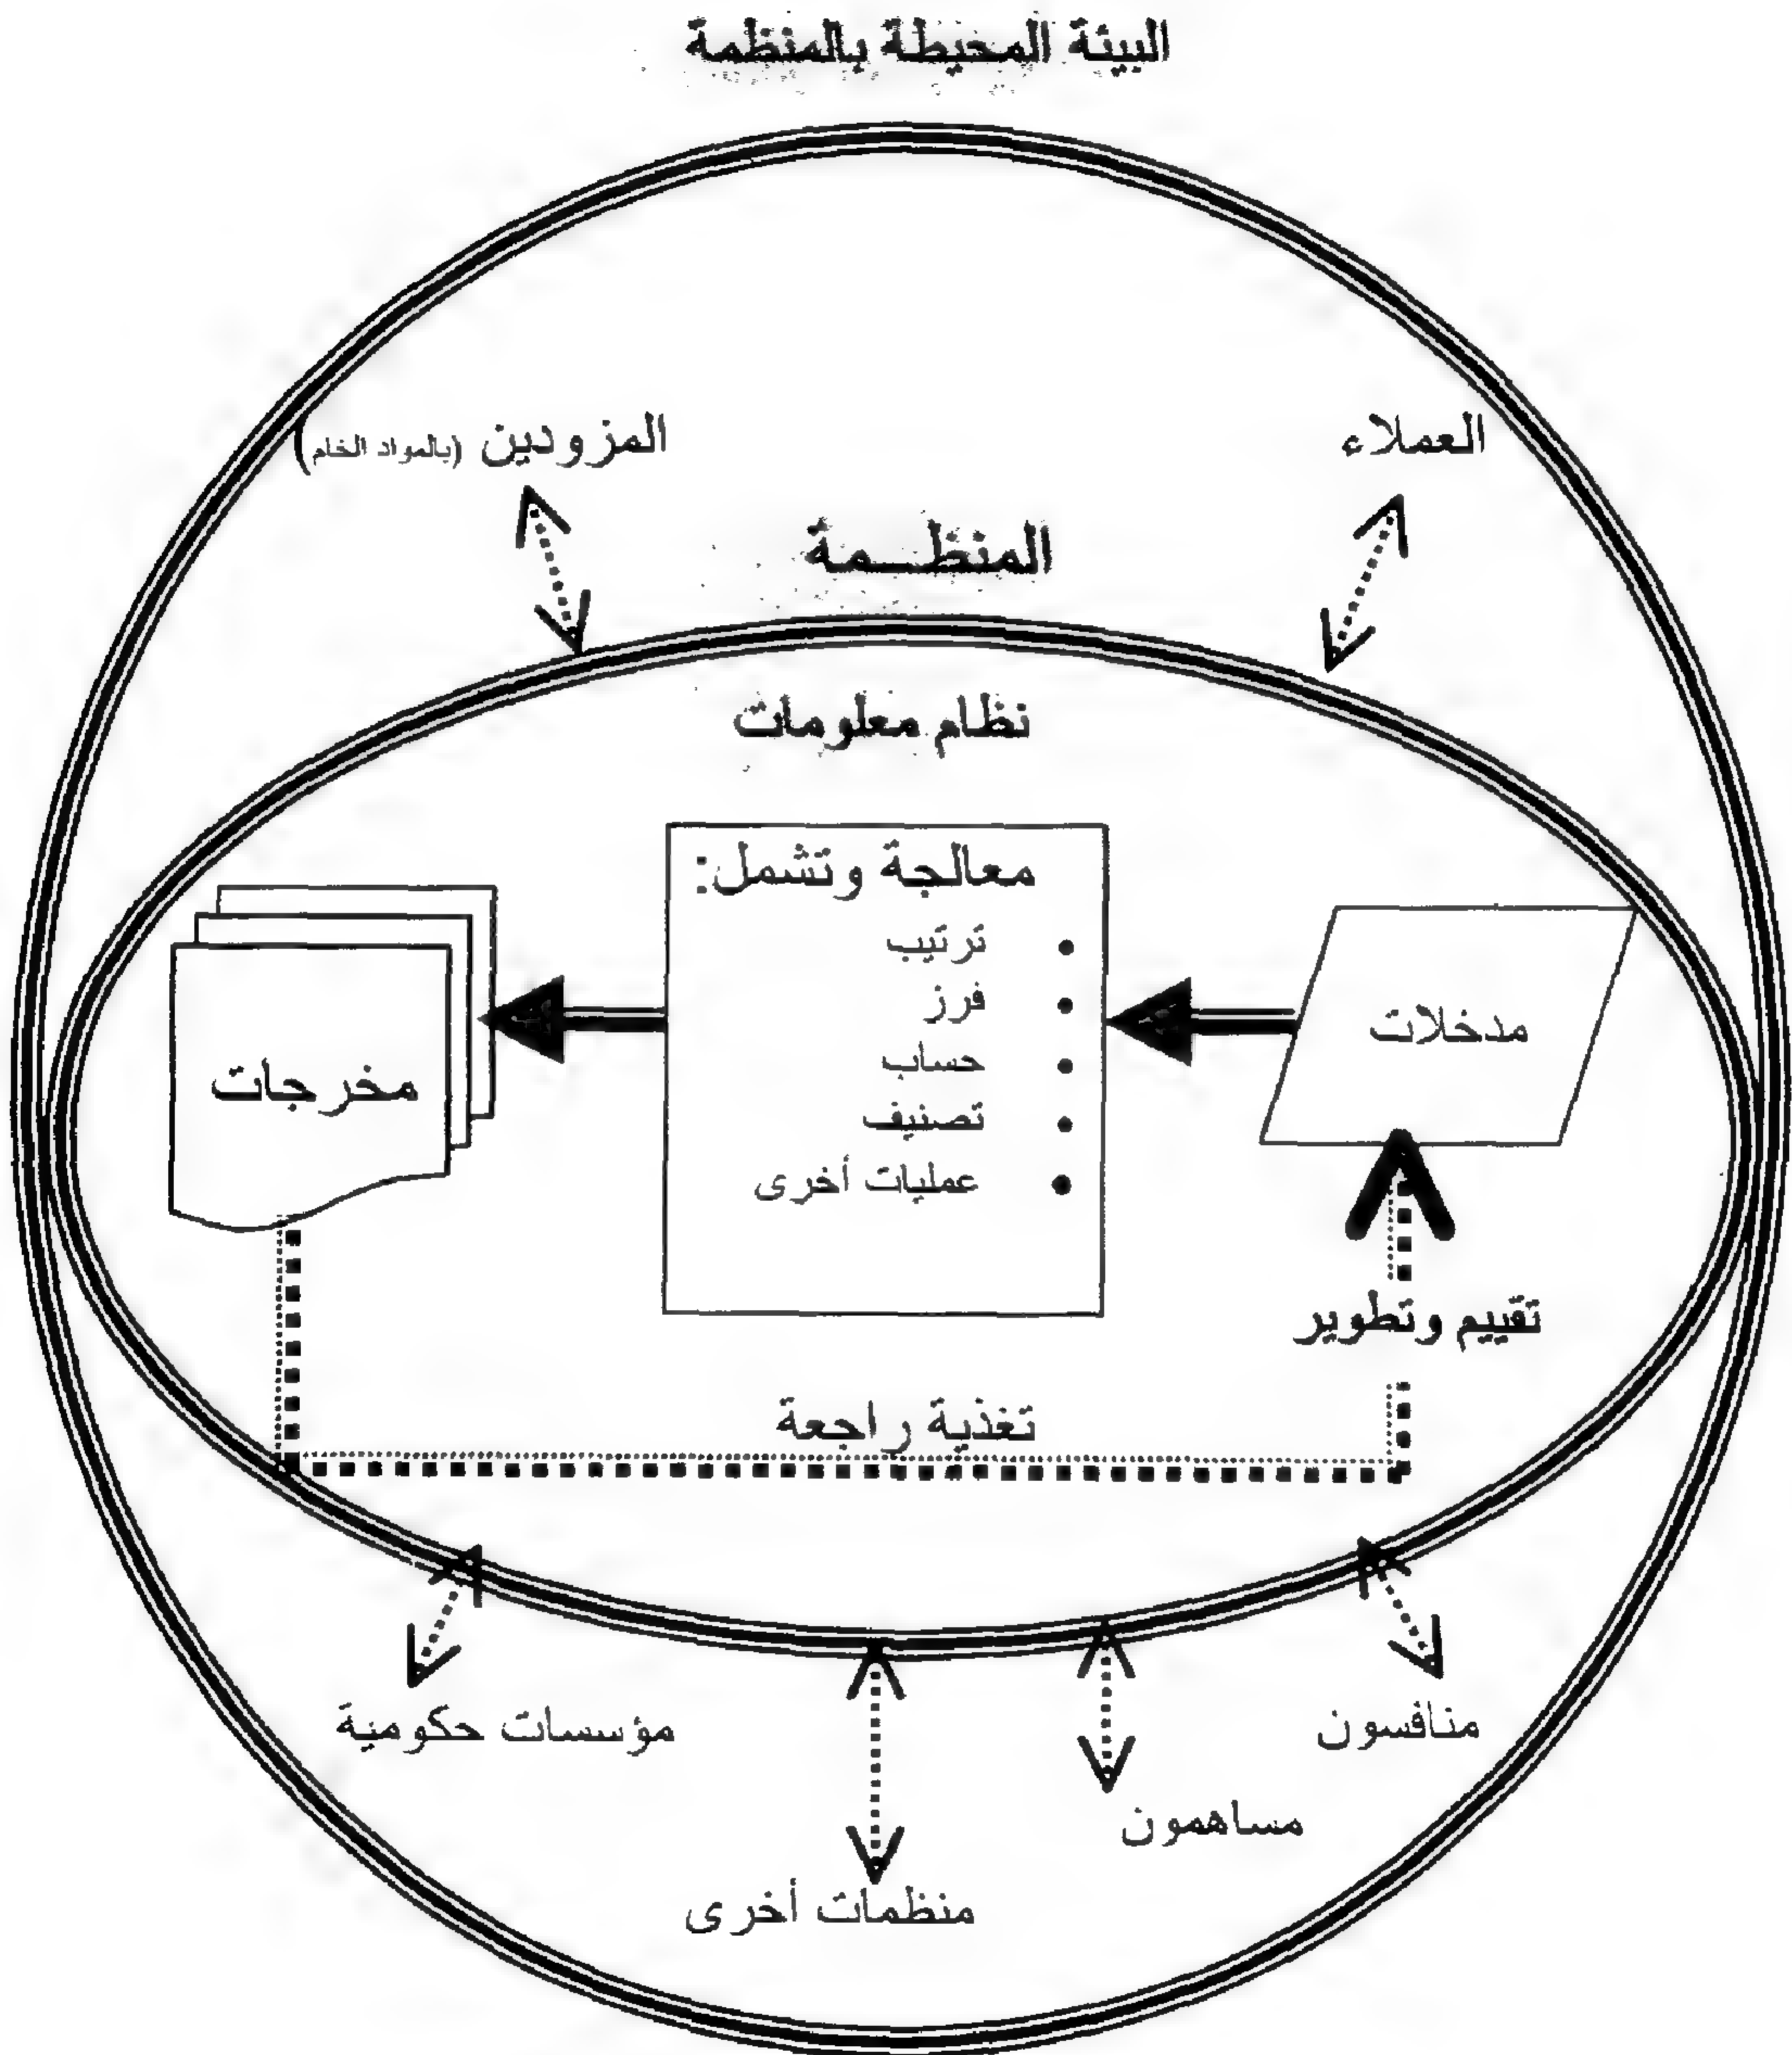 البيئة المحيطة بالمنظمة
العملاء
المزودين (بالمواد الخام)
المنظـــمة
نظام معلومات
معالجة وتشمل:
• ترتيب
• فرز
• حساب
• تصنيف
• عمليات أخرى
مدخلات
مخرجات
تقييم وتطوير
تغذية راجعة
منافسون
مؤسسات حكومية
مساهمون
منظمات أخرى